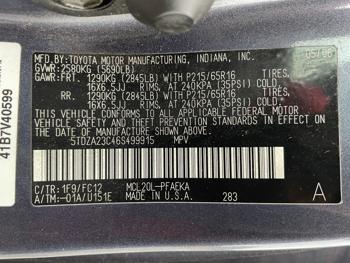 MFD. BY: TOYOTA MOTOR MANUFACTURING, INDIANA, INC.
GVWR: 2580KG (5690LB) 05/06
GAWR:FRT. 1290KG (2845LB) WITH P215/65R16 TIRES,
16X6.5JJ RIMS, AT 240KPA (35PSI) COLD.
RR. 1290KG (2845LB) WITH P215/65R16 TIRES,
16X6.5JJ RIMS, AT 240KPA (35PSI) COLD.
THIS VEHICLE CONFORMS TO ALL APPLICABLE FEDERAL MOTOR
VEHICLE SAFETY AND THEFT PREVENTION STANDARDS IN
EFFECT ON THE DATE OF MANUFACTURE SHOWN ABOVE.
5TDZA23C46S499915 MPV
C/TR: 1F9/FC12 MCL20L-PFAEKA
A/TM: -01A/U151E 283 A
41B7V40599